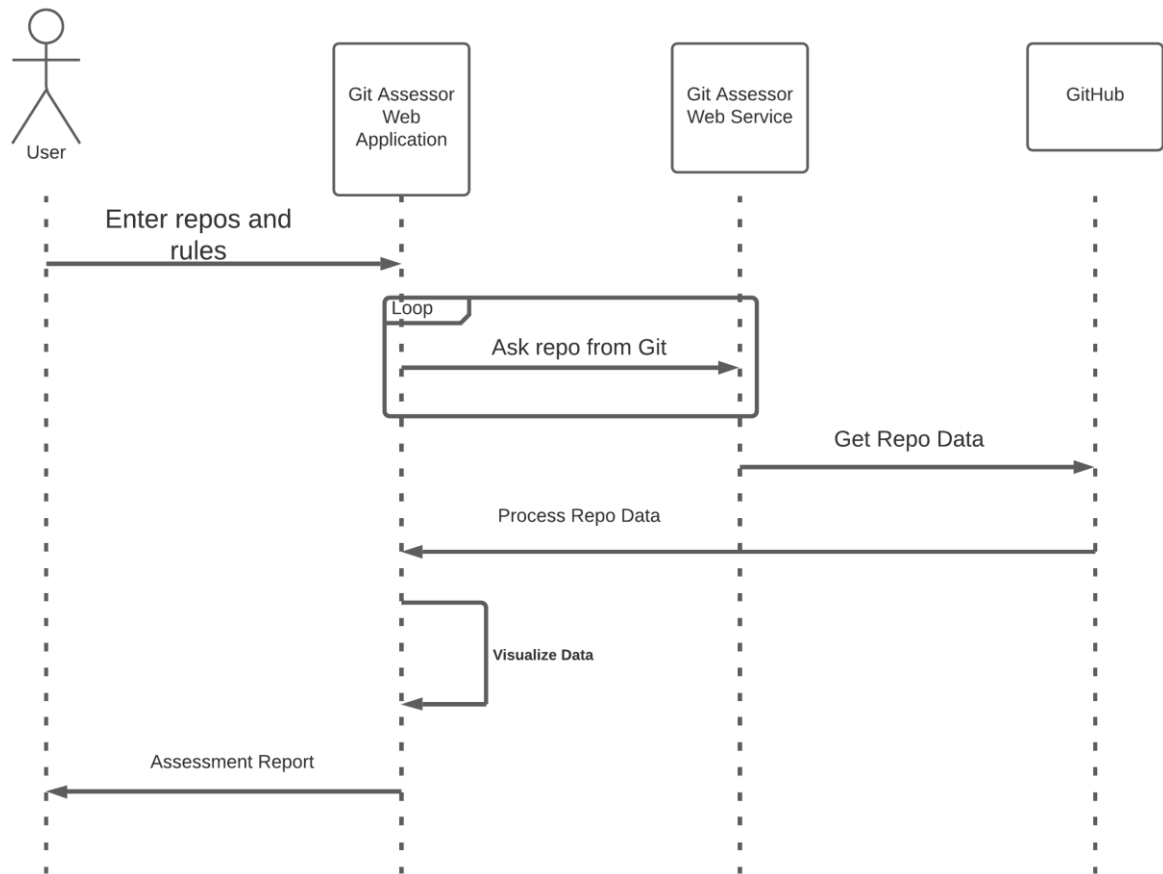 User
Git Assessor
Web
Application
Git Assessor
Web Service
GitHub
Enter repos and
rules
Loop
Ask repo from Git
Get Repo Data
Process Repo Data
Visualize Data
Assessment Report